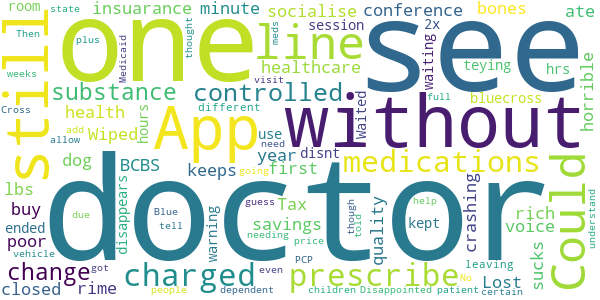 room insuarance minute socialise conference bones
state plus Then one line see ate
Medicaid thought meds session 2x
still healthcare waiting teying hrs
weeks substance controlled different visit full bluecross horrible
Cross health App without
allow add Wiped hours use need Waited
dog BCBS keeps year going first disnt medications could
lbs doctor
buy disappears Blue warning guess savings Tax though told kept quality help crashing rich voice understand
ended due tell needing price
poor vehicle got even PCP leaving No sucks
change charged prescribe Lost
closed rime people dependent children Disappointed patient certain